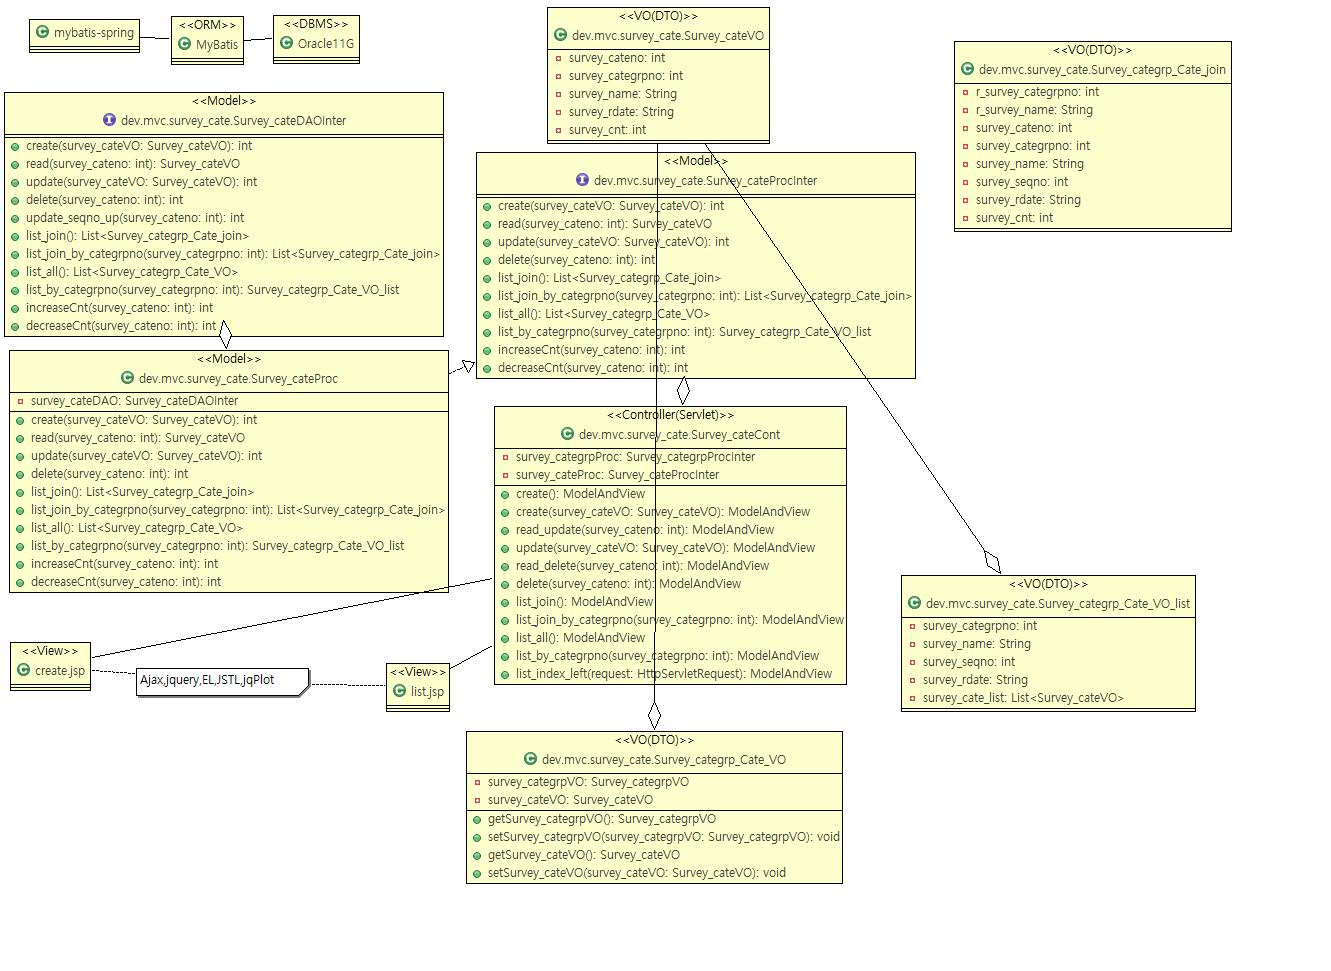 mybatis-spring
<<ORM>>
MyBatis
<<DBMS>>
Oracle11G
<<VO(DTO)>>
dev.mvc.survey_cate.Survey_cateVO
survey_cateno: int
survey_categrpno: int
survey_name: String
survey_rdate: String
survey_cnt: int
<<VO(DTO)>>
dev.mvc.survey_cate.Survey_categrp_Cate_join
r_survey_categrpno: int
r_survey_name: String
survey_cateno: int
survey_categrpno: int
survey_name: String
survey_seqno: int
survey_rdate: String
survey_cnt: int
<<Model>>
dev.mvc.survey_cate.Survey_cateDAOInter
create(survey_cateVO: Survey_cateVO): int
read(survey_cateno: int): Survey_cateVO
update(survey_cateVO: Survey_cateVO): int
delete(survey_cateno: int): int
update_seqno_up(survey_cateno: int): int
list_join(): List<Survey_categrp_Cate_join>
list_join_by_categrpno(survey_categrpno: int): List<Survey_categrp_Cate_join>
list_all(): List<Survey_categrp_Cate_VO>
list_by_categrpno(survey_categrpno: int): Survey_categrp_Cate_VO_list
increaseCnt(survey_cateno: int): int
decreaseCnt(survey_cateno: int): int
<<Model>>
dev.mvc.survey_cate.Survey_cateProcInter
create(survey_cateVO: Survey_cateVO): int
read(survey_cateno: int): Survey_cateVO
update(survey_cateVO: Survey_cateVO): int
delete(survey_cateno: int): int
list_join(): List<Survey_categrp_Cate_join>
list_join_by_categrpno(survey_categrpno: int): List<Survey_categrp_Cate_join>
list_all(): List<Survey_categrp_Cate_VO>
list_by_categrpno(survey_categrpno: int): Survey_categrp_Cate_VO_list
increaseCnt(survey_cateno: int): int
decreaseCnt(survey_cateno: int): int
<<Model>>
dev.mvc.survey_cate.Survey_cateProc
survey_cateDAO: Survey_cateDAOInter
create(survey_cateVO: Survey_cateVO): int
read(survey_cateno: int): Survey_cateVO
update(survey_cateVO: Survey_cateVO): int
delete(survey_cateno: int): int
list_join(): List<Survey_categrp_Cate_join>
list_join_by_categrpno(survey_categrpno: int): List<Survey_categrp_Cate_join>
list_all(): List<Survey_categrp_Cate_VO>
list_by_categrpno(survey_categrpno: int): Survey_categrp_Cate_VO_list
increaseCnt(survey_cateno: int): int
decreaseCnt(survey_cateno: int): int
<<Controller(Servlet)>>
dev.mvc.survey_cate.Survey_cateCont
survey_categrpProc: Survey_categrpProcInter
survey_cateProc: Survey_cateProcInter
create(): ModelAndView
create(survey_cateVO: Survey_cateVO): ModelAndView
read_update(survey_cateno: int): ModelAndView
update(survey_cateVO: Survey_cateVO): ModelAndView
read_delete(survey_cateno: int): ModelAndView
delete(survey_cateno: int): ModelAndView
list_join(): ModelAndView
list_join_by_categrpno(survey_categrpno: int): ModelAndView
list_all(): ModelAndView
list_by_categrpno(survey_categrpno: int): ModelAndView
list_index_left(request: HttpServletRequest): ModelAndView
<<VO(DTO)>>
dev.mvc.survey_cate.Survey_categrp_Cate_VO_list
survey_categrpno: int
survey_name: String
survey_seqno: int
survey_rdate: String
survey_cate_list: List<Survey_cateVO>
<<View>>
create.jsp
Ajax,jquery,EL,JSTL,jqPlot
<<View>>
list.jsp
<<VO(DTO)>>
dev.mvc.survey_cate.Survey_categrp_Cate_VO
survey_categrpVO: Survey_categrpVO
survey_cateVO: Survey_cateVO
getSurvey_categrpVO(): Survey_categrpVO
setSurvey_categrpVO(survey_categrpVO: Survey_categrpVO): void
getSurvey_cateVO(): Survey_cateVO
setSurvey_cateVO(survey_cateVO: Survey_cateVO): void